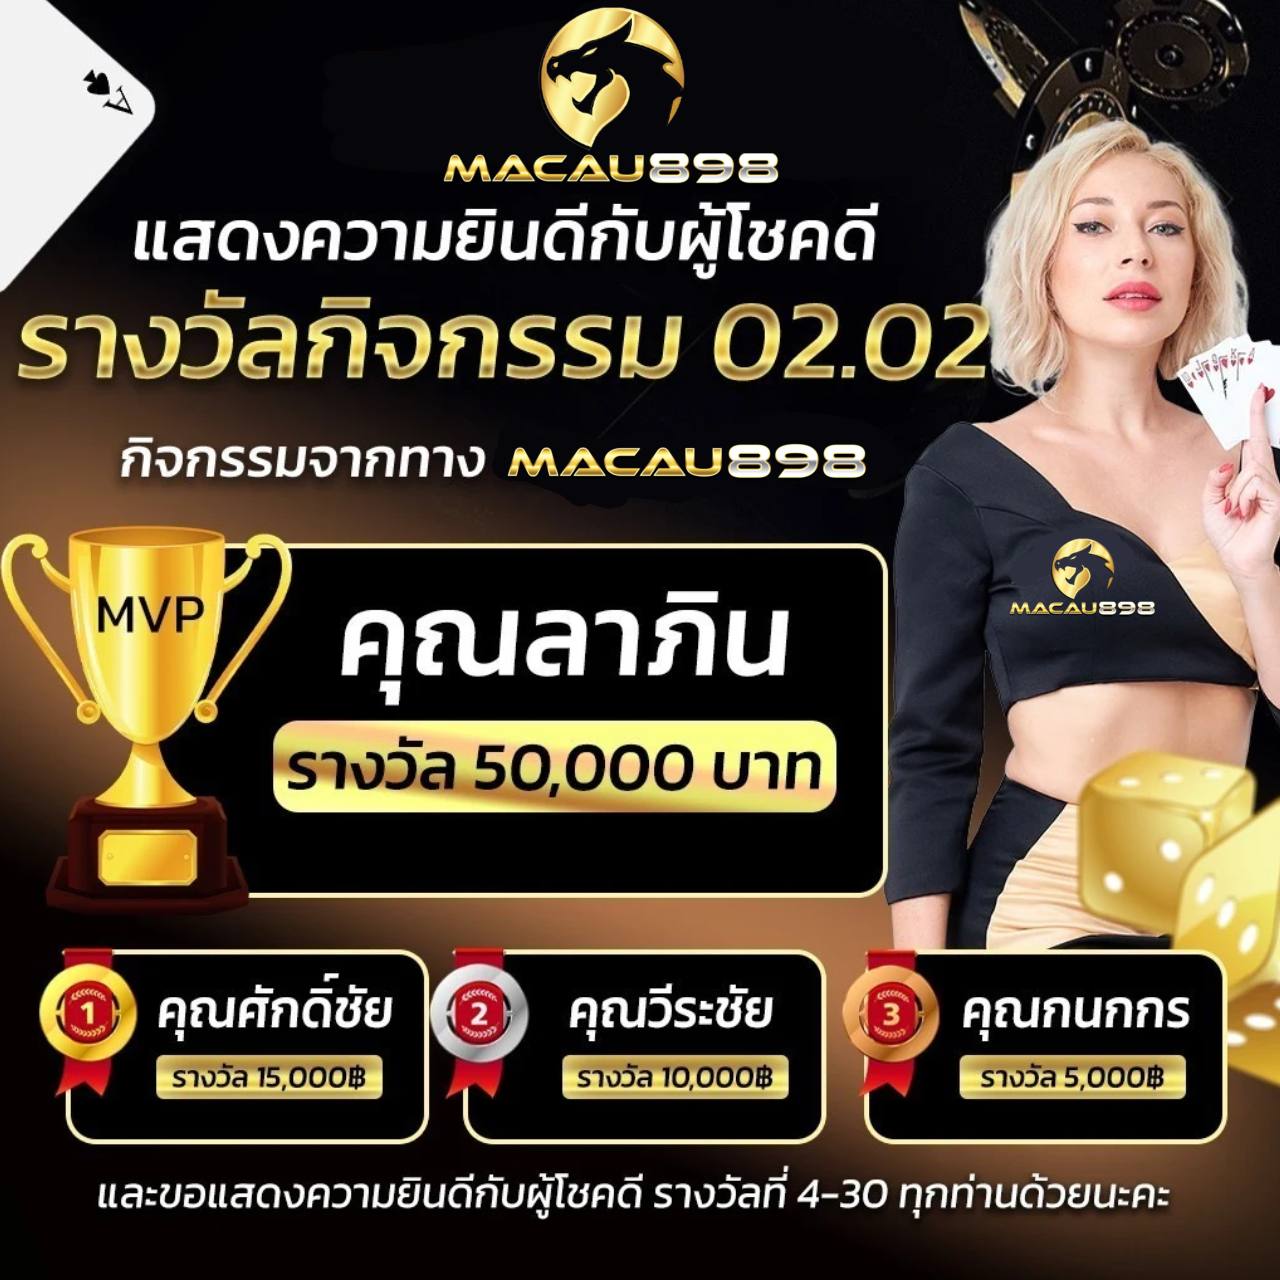 A
MACAU898
แสดงความยินดีกับผู้โชคดี
รางวัลกิจกรรม 02.02
กิจกรรมจากทาง MACAU898
MVP
คุณลาภิน
รางวัล 50,000 บาท
MACAU898
1
คุณศักดิ์ชัย
รางวัล 15,000฿
2
คุณวีระชัย
รางวัล 10,000฿
3
คุณกนกกร
รางวัล 5,000฿
และขอแสดงความยินดีกับผู้โชคดี รางวัลที่ 4-30 ทุกท่านด้วยนะคะ